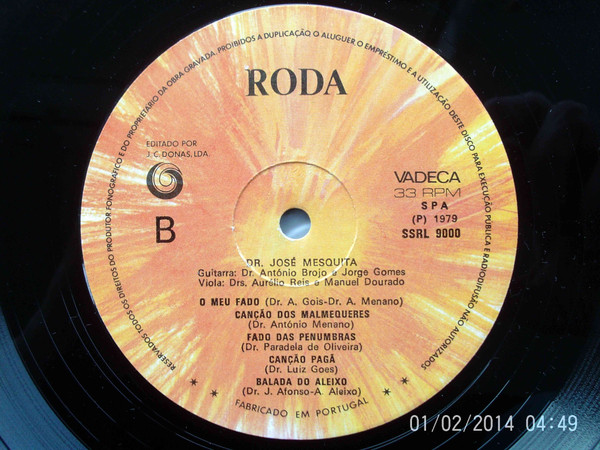 RESERVADOS TODOS OS DIREITOS DO PRODUTOR FONOGRAFICO E DO PROPRIETARIO DA OBRA GRAVADA. PROIBIDOS A DUPLICAÇÃO O ALUGUER, O EMPRÉSTIMO E A UTILIZAÇÃO DESTE DISCO PARA EXECUÇÃO PUBLICA E RADIODIFUSÃO NÃO AUTORIZADOS
RODA
EDITADO POR
J. C. DONAS, LDA.
B
VADECA
33 RPM
SPA
(P) 1979
SSRL 9000
DR. JOSÉ MESQUITA
Guitarra: Dr. António Brojo e Jorge Gomes
Viola: Drs. Aurélio Reis e Manuel Dourado
O MEU FADO (Dr. A. Gois-Dr. A. Menano)
CANÇÃO DOS MALMEQUERES
(Dr. António Menano)
FADO DAS PENUMBRAS
(Dr. Paradela de Oliveira)
CANÇÃO PAGÃ
(Dr. Luiz Goes)
BALADA DO ALEIXO
(Dr. J. Afonso-A. Aleixo)
* * FABRICADO EM PORTUGAL * *
01/02/2014 04:49